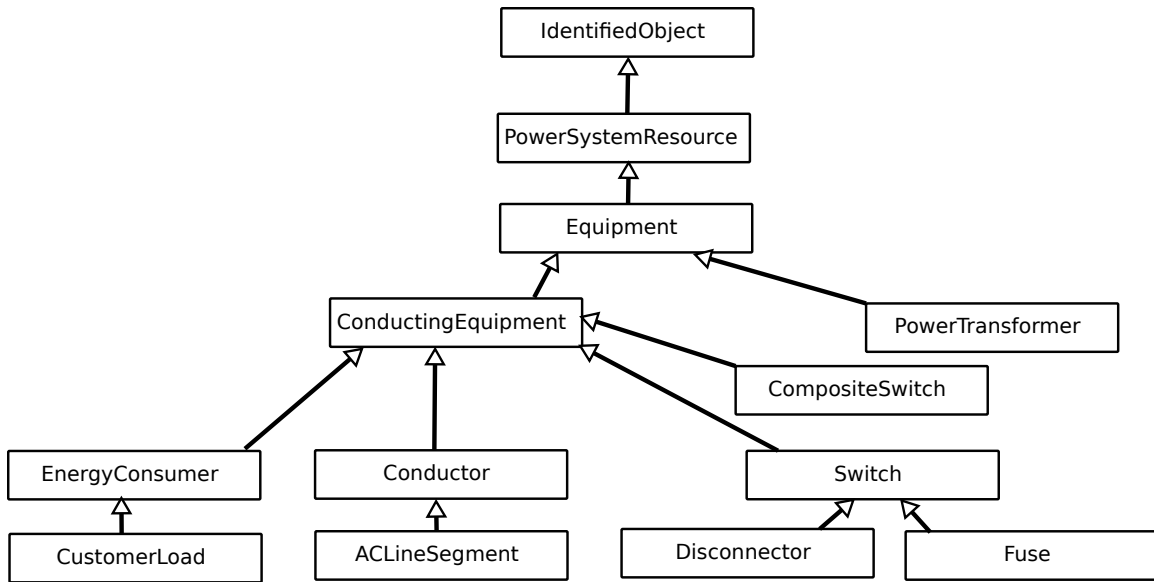 IdentifiedObject
PowerSystemResource
Equipment
ConductingEquipment
PowerTransformer
CompositeSwitch
EnergyConsumer
Conductor
Switch
CustomerLoad
ACLineSegment
Disconnector
Fuse